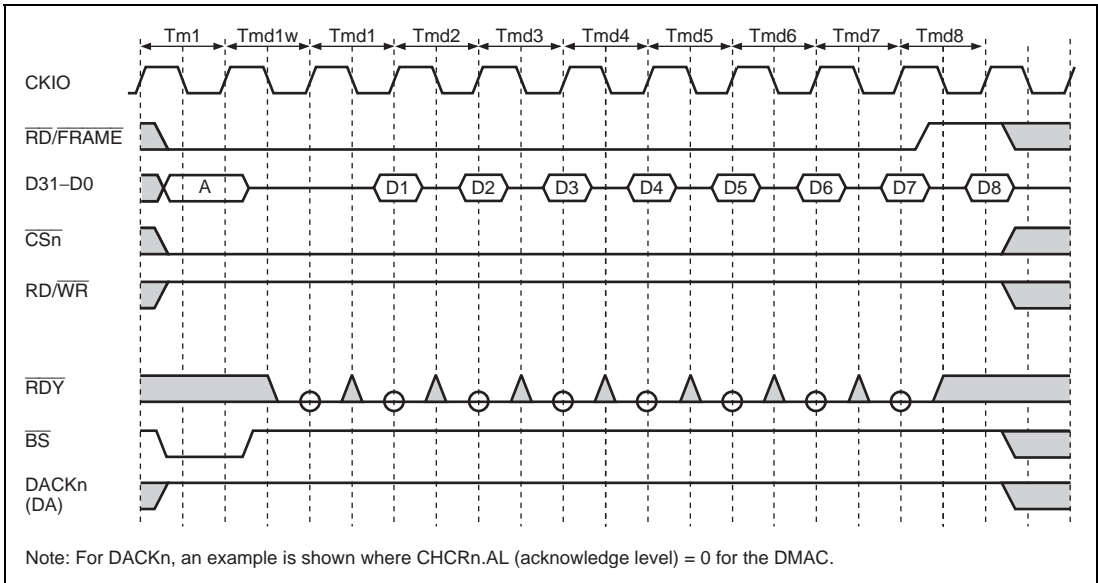 Tm1 Tmd1w Tmd1 Tmd2 Tmd3 Tmd4 Tmd5 Tmd6 Tmd7 Tmd8
CKIO
RD/FRAME
D31–D0 A D1 D2 D3 D4 D5 D6 D7 D8
CSn
RD/WR
RDY
BS
DACKn
(DA)
Note: For DACKn, an example is shown where CHCRn.AL (acknowledge level) = 0 for the DMAC.